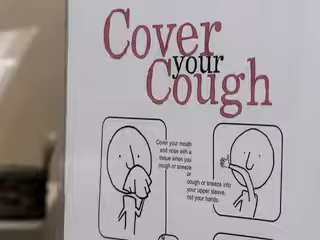 Cover
your
Cough
Cover your mouth
and nose with a
tissue when you
cough or sneeze
or
cough or sneeze into
your upper sleeve,
not your hands.